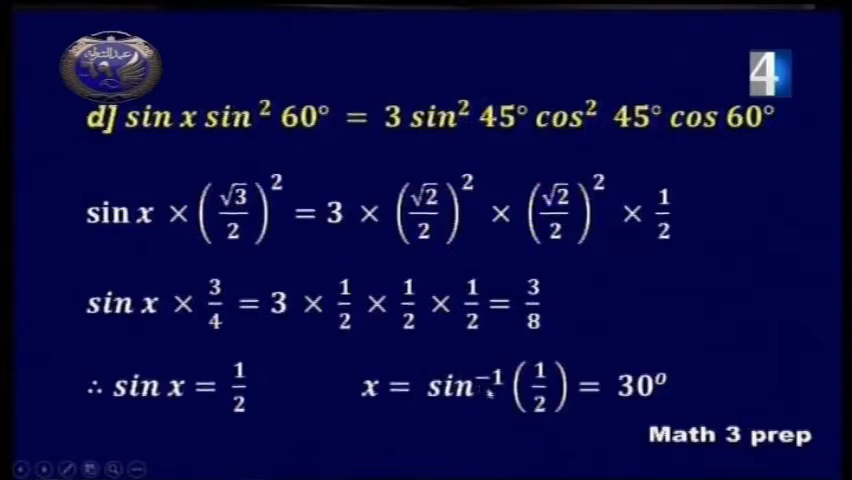 4
d] sin x sin ² 60° = 3 sin² 45° cos² 45° cos 60°
sin x × (√3/2)² = 3 × (√2/2)² × (√2/2)² × 1/2
sin x × 3/4 = 3 × 1/2 × 1/2 × 1/2 = 3/8
∴ sin x = 1/2 x = sin⁻¹ (1/2) = 30º
Math 3 prep